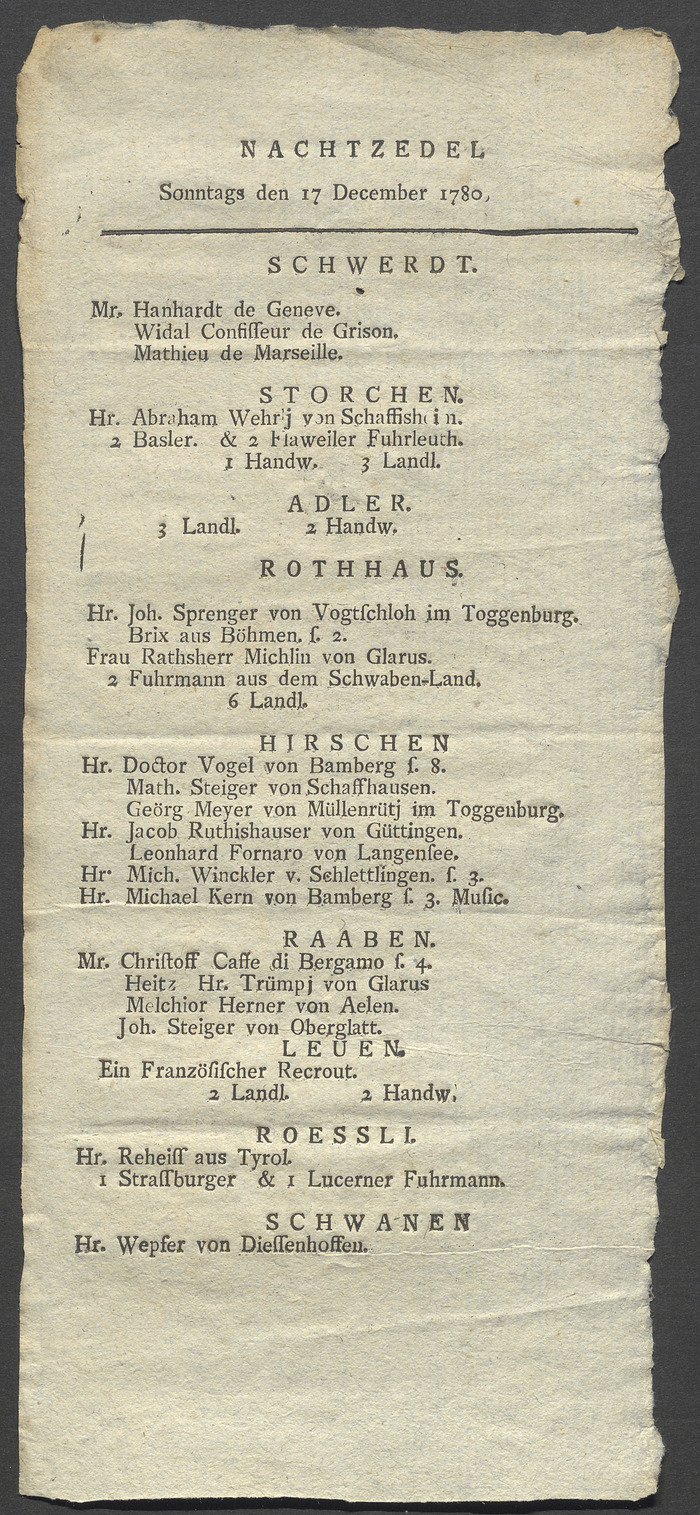 NACHTZEDEL
Sonntags den 17 December 1780.
SCHWERDT.
Mr. Hanhardt de Geneve.
Widal Confiſſeur de Grison.
Mathieu de Marseille.
STORCHEN.
Hr. Abraham Wehrlj von
2 Basler. & 2 Fuhrleuth.
1 Handw. 3 Landl.
ADLER.
3 Landl. 2 Handw.
ROTHHAUS.
Hr. Joh. Sprenger von Vogtſchloh im Toggenburg.
Brix aus Böhmen. ſ. 2.
Frau Rathsherr Michlin von Glarus.
2 Fuhrmann aus dem Schwaben-Land.
6 Landl.
HIRSCHEN
Hr. Doctor Vogel von Bamberg ſ. 8.
Math. Steiger von Schaffhausen.
Geörg Meyer von Müllenrütj im Toggenburg.
Hr. Jacob Ruthishauser von Güttingen.
Leonhard Fornaro von Langenſee.
Hr. Mich. Winckler v. Schlettlingen. ſ. 3.
Hr. Michael Kern von Bamberg ſ. 3. Muſic.
RAABEN.
Mr. Chriſtoff Caffe di Bergamo ſ. 4.
Heitz Hr. Trümpj von Glarus
Melchior Herner von Aelen.
Joh. Steiger von Oberglatt.
LEUEN.
Ein Franzöſiſcher Recrout.
2 Landl. 2 Handw.
ROESSLI.
Hr. Reheiſſ aus Tyrol.
1 Straſſburger & 1 Lucerner Fuhrmann.
SCHWANEN
Hr. Wepfer von Dieſſenhoffen.